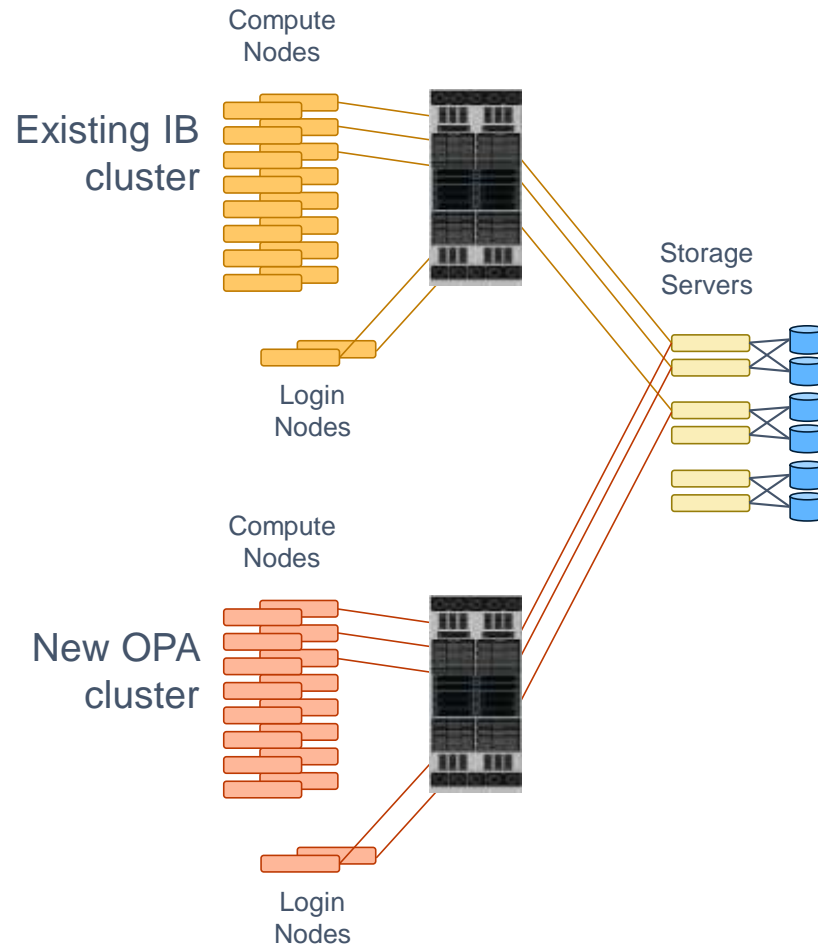 Compute
Nodes
Existing IB
cluster
Storage
Servers
Login
Nodes
Compute
Nodes
New OPA
cluster
Login
Nodes